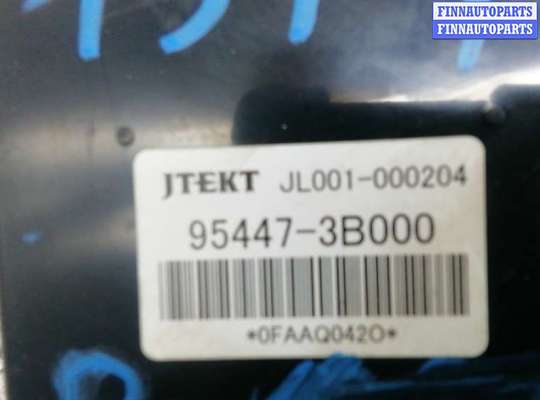 FINNAUTOPARTS
FINNAUTOPARTS
JTEKT JL001-000204
95447-3B000
*0FAAQ042O*